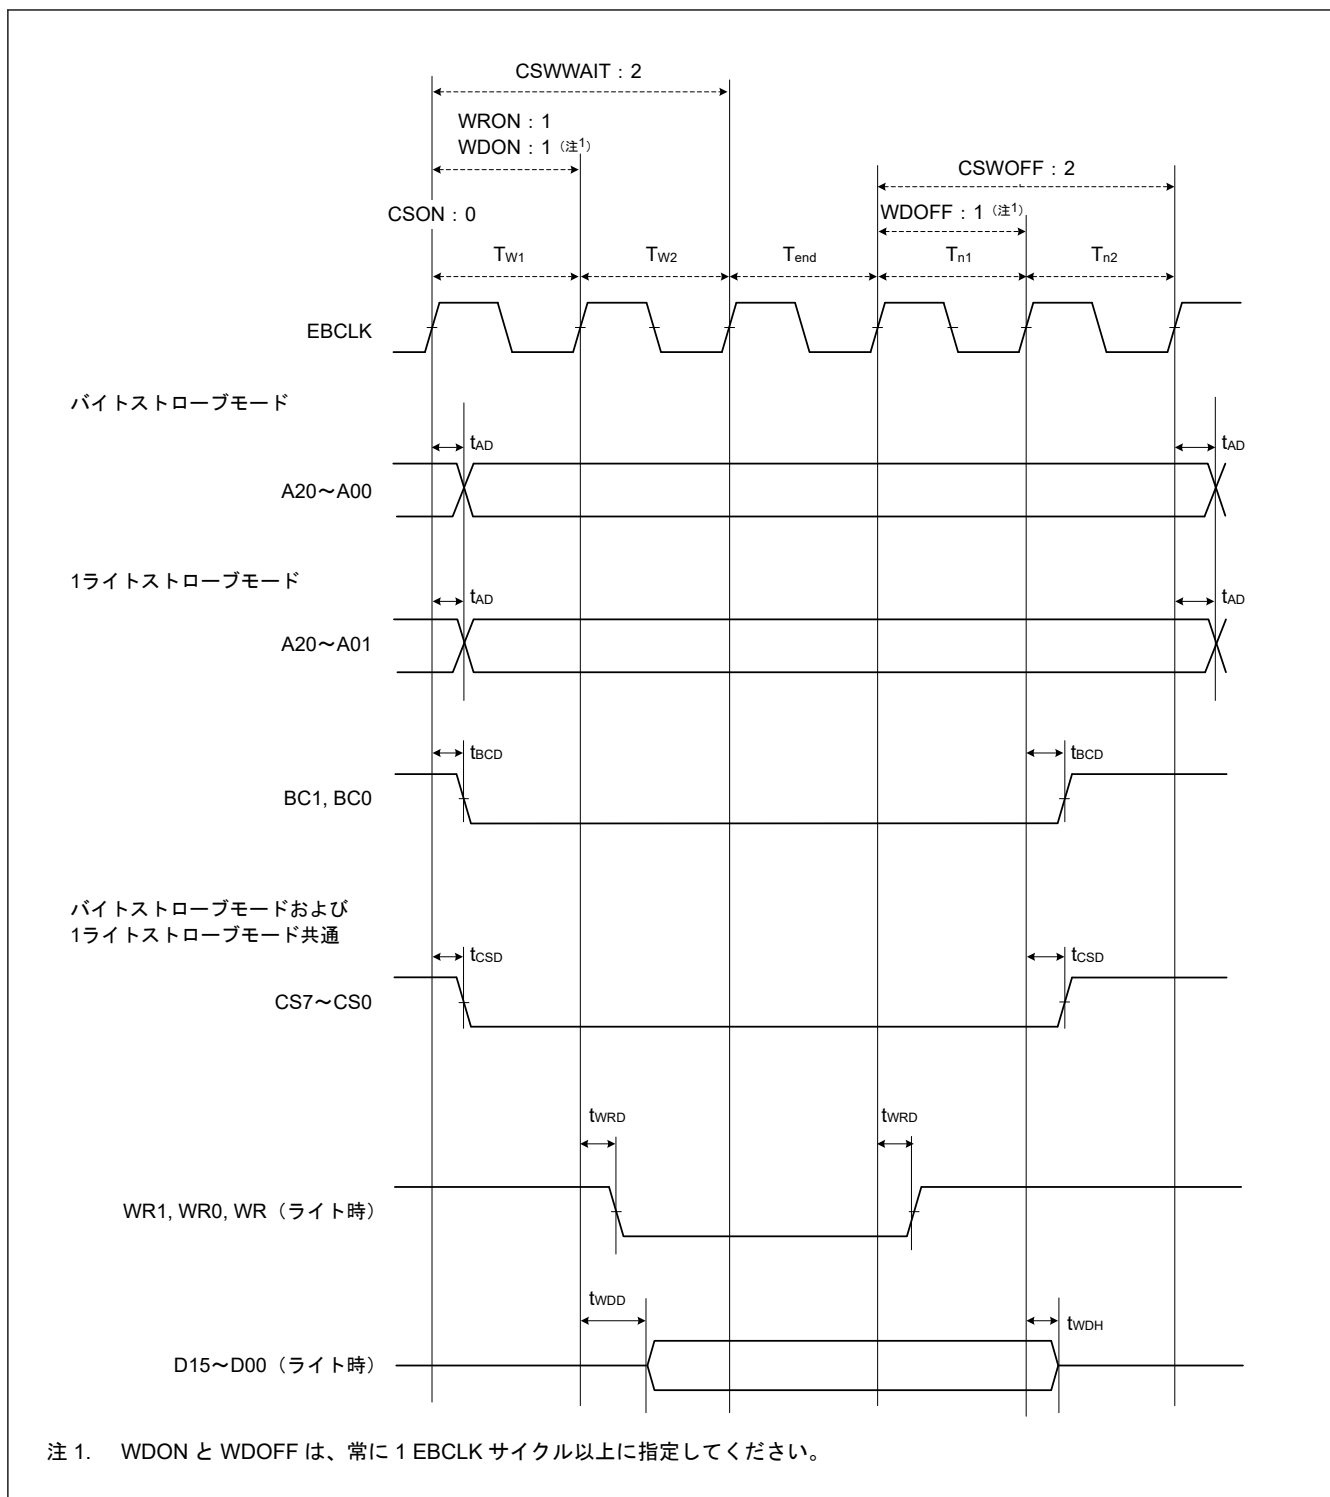 CSWWAIT：2
WRON：1
WDON：1（注1）
CSWOFF：2
CSON：0
WDOFF：1（注1）
TW1
TW2
Tend
Tn1
Tn2
EBCLK
バイトストローブモード
tAD
tAD
A20～A00
1ライトストローブモード
tAD
tAD
A20～A01
tBCD
tBCD
BC1, BC0
バイトストローブモードおよび
1ライトストローブモード共通
tCSD
tCSD
CS7～CS0
tWRD
tWRD
WR1, WR0, WR（ライト時）
tWDD
tWDH
D15～D00（ライト時）
注 1. WDON と WDOFF は、常に 1 EBCLK サイクル以上に指定してください。